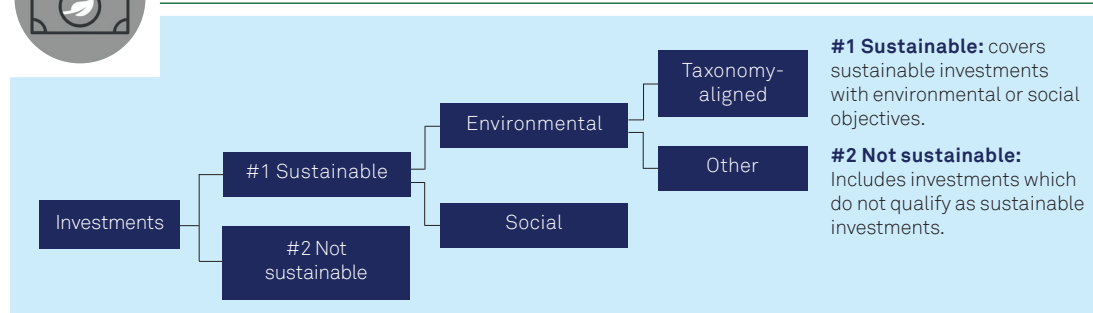 Investments
#1 Sustainable
#2 Not
sustainable
Environmental
Social
Taxonomy-
aligned
Other
#1 Sustainable: covers
sustainable investments
with environmental or social
objectives.
#2 Not sustainable:
Includes investments which
do not qualify as sustainable
investments.